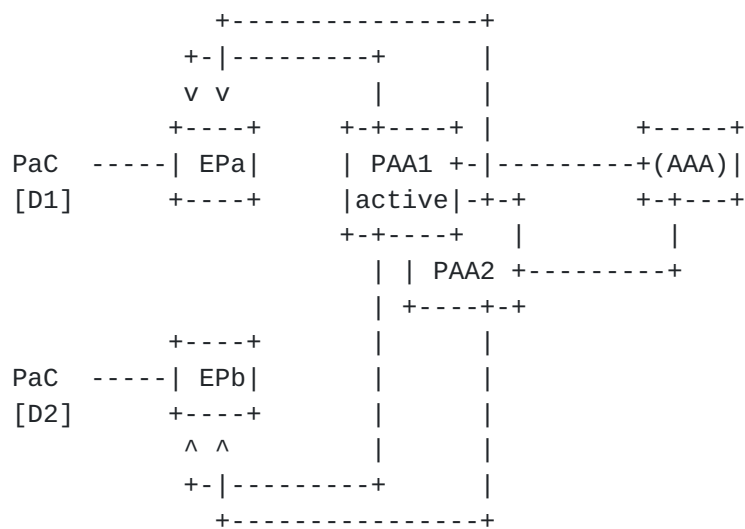 +-----------------+
            +-|----------+      |
            v v          |      |
           +----+     +-+----+ |         +-----+
PaC  -----| EPa|     | PAA1 +-|---------+(AAA)|
[D1]      +----+     |active|-+-+       +-+---+
                     +-+----+   |         |
                       | | PAA2 +---------+
                       | +----+-+
          +----+       |      |
PaC  -----| EPb|       |      |
[D2]      +----+       |      |
           ^ ^         |      |
           +-|---------+      |
             +----------------+